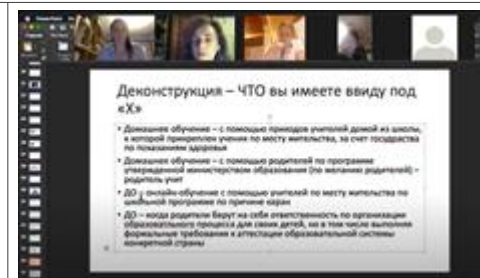 Деконструкция – ЧТО вы имеете ввиду под
«Х»
• Домашнее обучение – с помощью приходов учителей домой из школы,
к которой прикреплен ученик по месту жительства, за счет государства
по показаниям здоровья
• Домашнее обучение – с помощью родителей по программе
утвержденной министерством образования (по желанию родителей) –
родитель учит
• ДО – онлайн-обучение с помощью учителей по месту жительства по
школьной программе по причине каран
• ДО – когда родители берут на себя ответственность по организации
образовательного процесса для своих детей, но в том числе выполняя
формальные требования к аттестации образовательной системы
конкретной страны